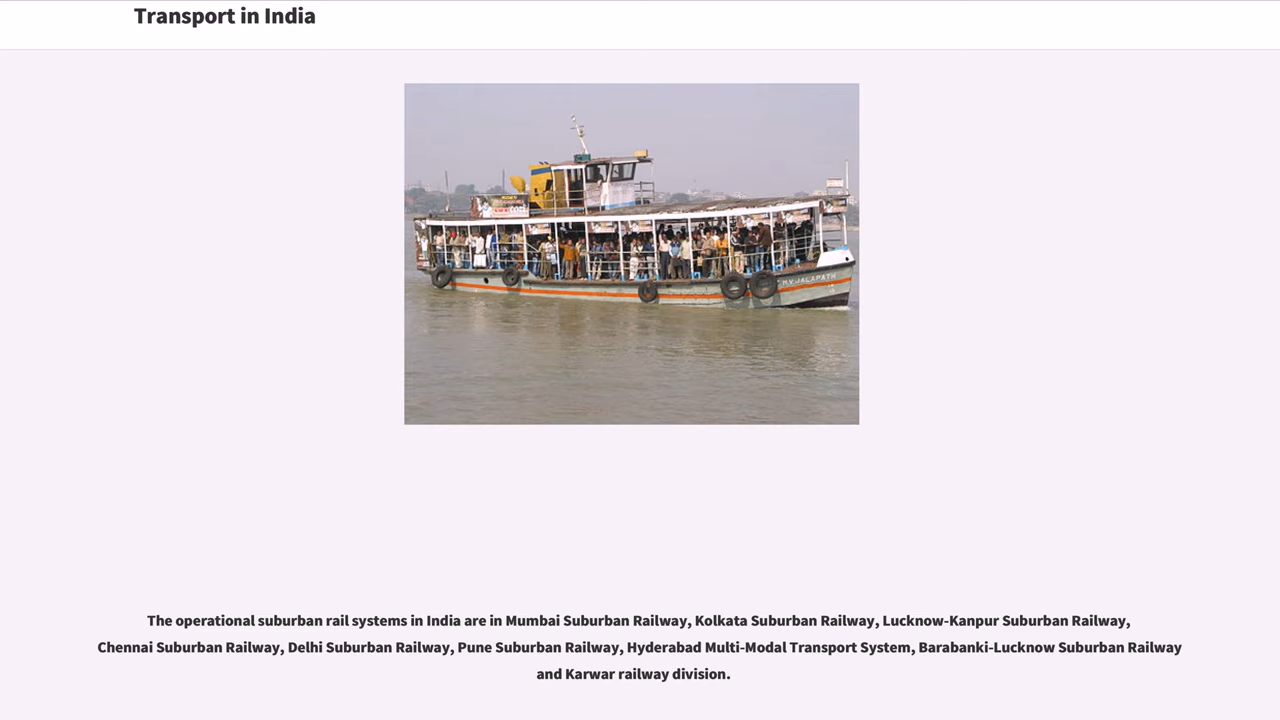 Transport in India
M.V. JALAPATH
The operational suburban rail systems in India are in Mumbai Suburban Railway, Kolkata Suburban Railway, Lucknow-Kanpur Suburban Railway,
Chennai Suburban Railway, Delhi Suburban Railway, Pune Suburban Railway, Hyderabad Multi-Modal Transport System, Barabanki-Lucknow Suburban Railway
and Karwar railway division.